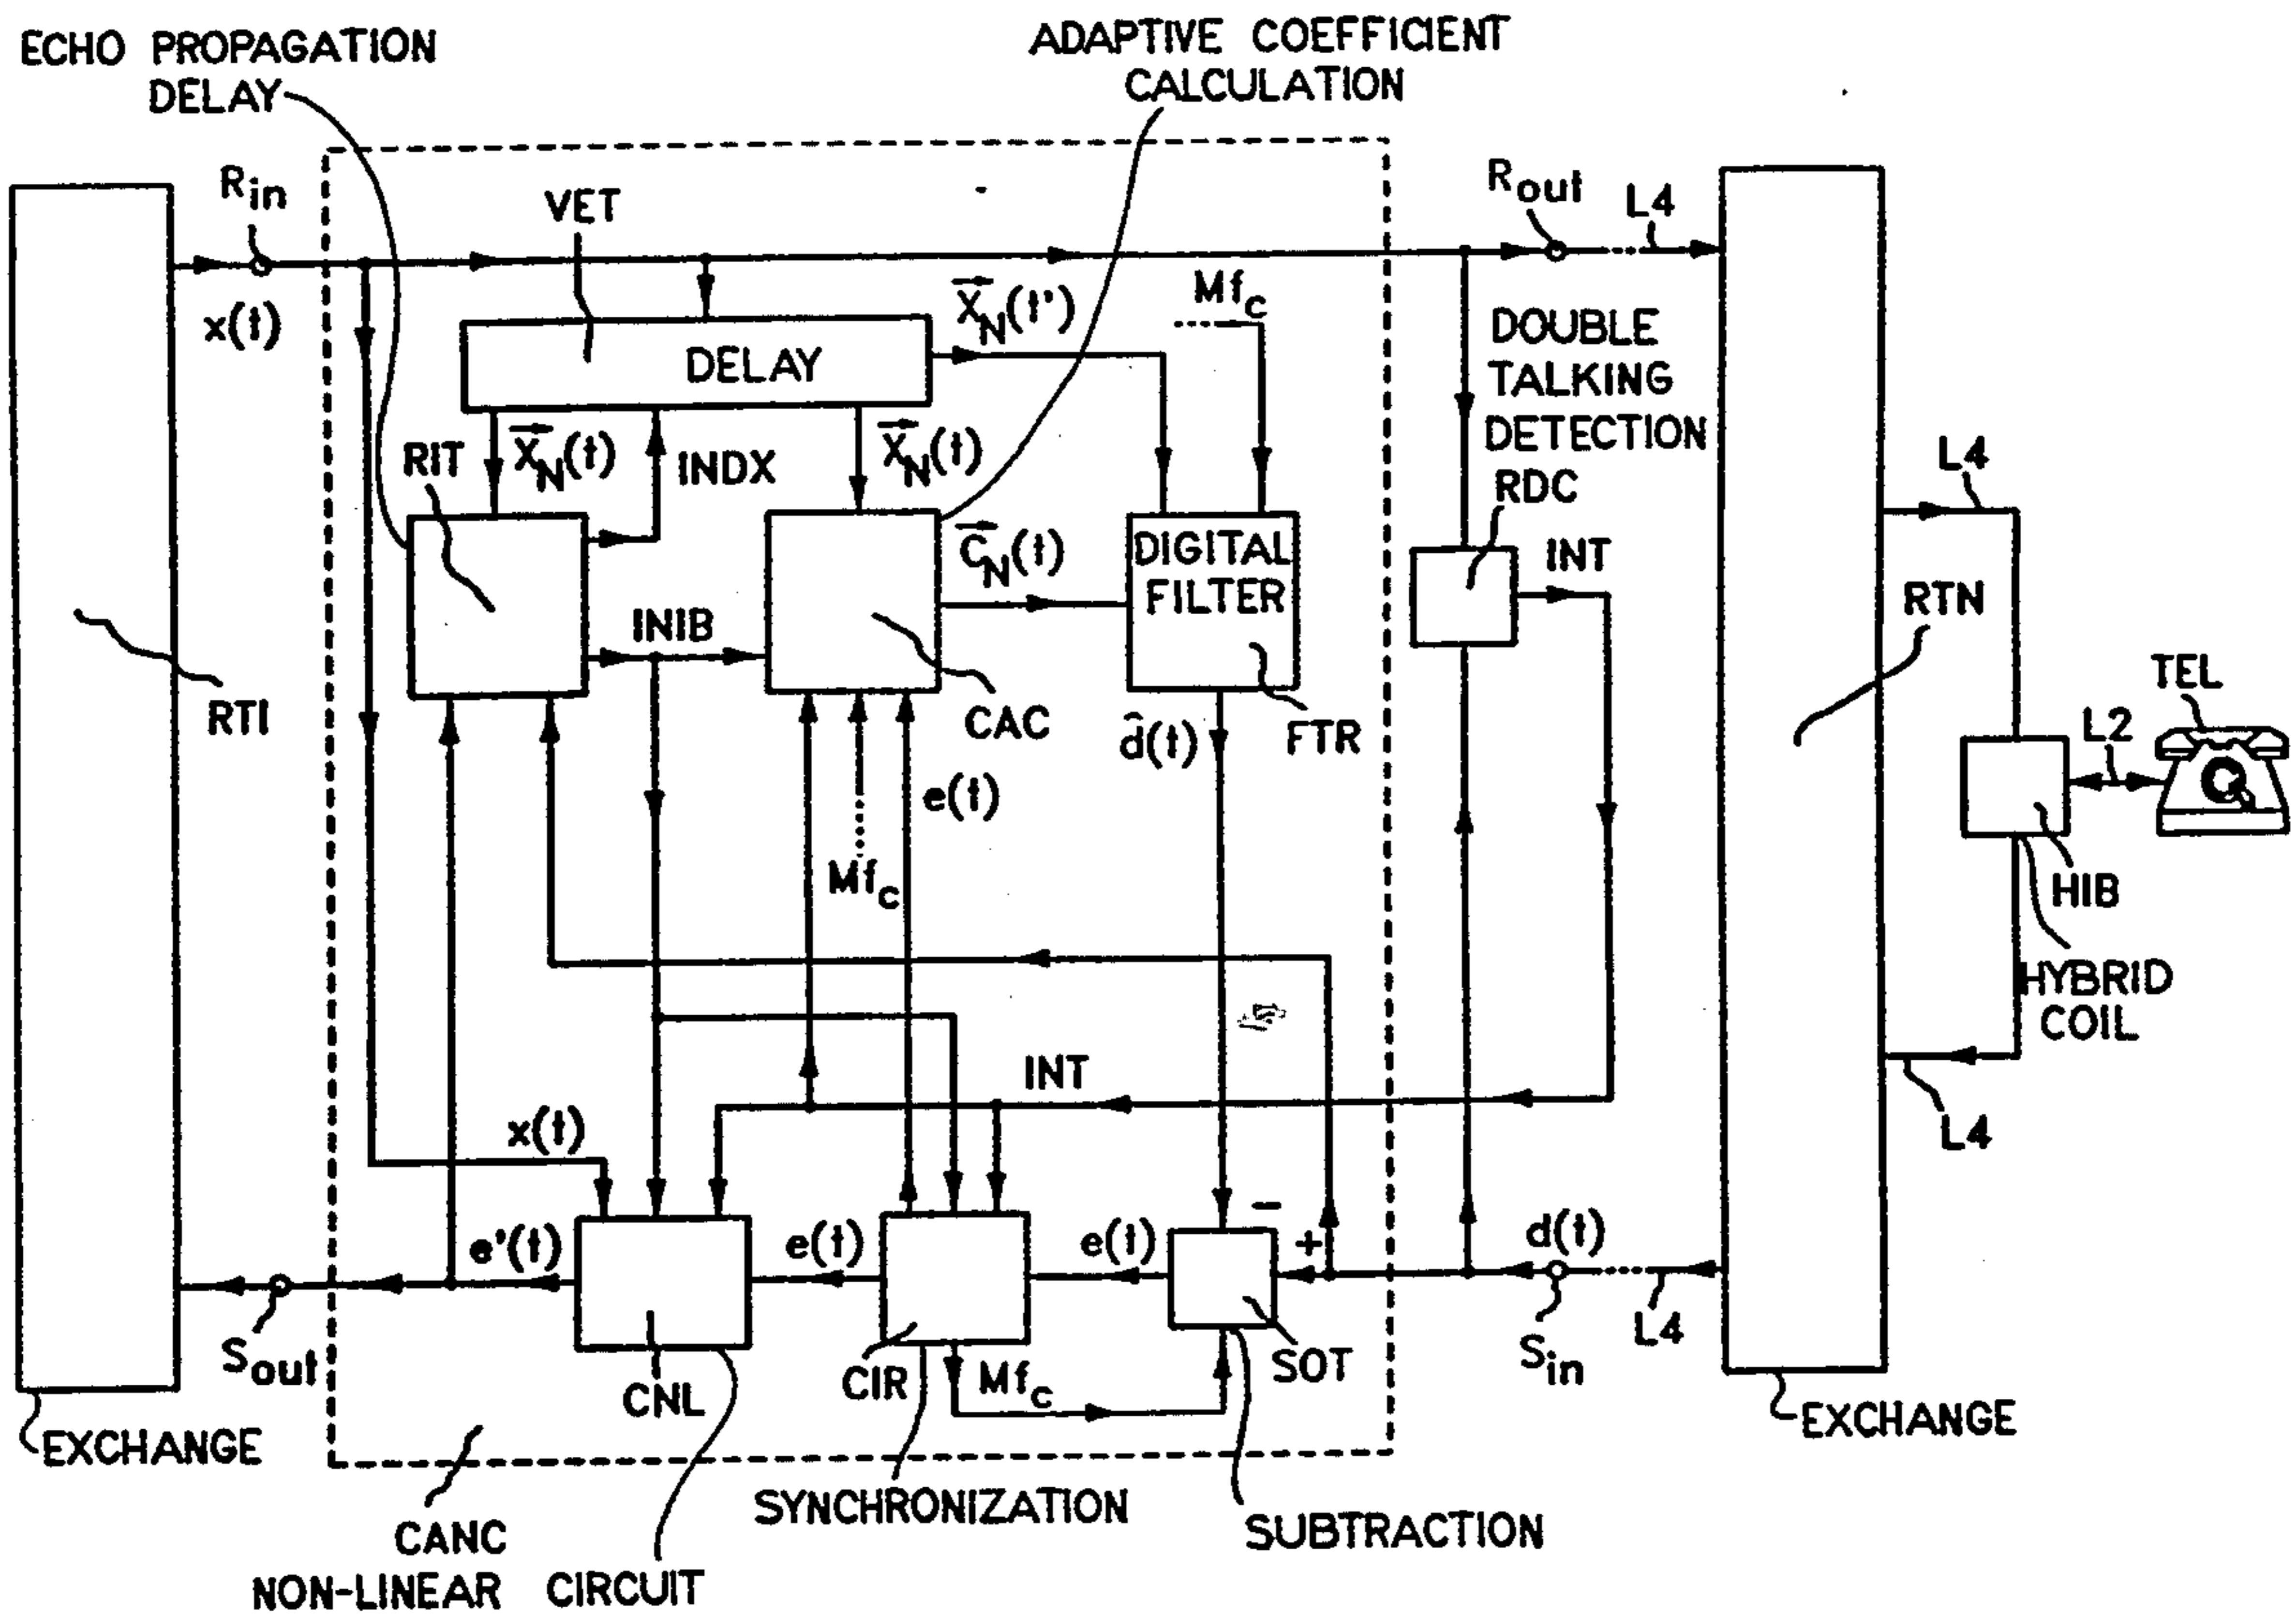 ECHO PROPAGATION
DELAY
ADAPTIVE COEFFICIENT
CALCULATION
Rin
VET
Rout
L4
x(t)
DELAY
XN(t')
Mfc
DOUBLE
TALKING
DETECTION
RDC
RIT
XN(t)
INDX
XN(t)
L4
CN(t)
DIGITAL
FILTER
INT
RTN
INIB
RTI
CAC
d̂(t)
FTR
TEL
L2
e(t)
Mfc
HIB
HYBRID
COIL
INT
x(t)
L4
e'(t)
e(t)
e(t)
−
+
d(t)
Sout
CNL
CIR
Mfc
SOT
Sin
L4
EXCHANGE
EXCHANGE
CANC
SYNCHRONIZATION
SUBTRACTION
NON-LINEAR CIRCUIT